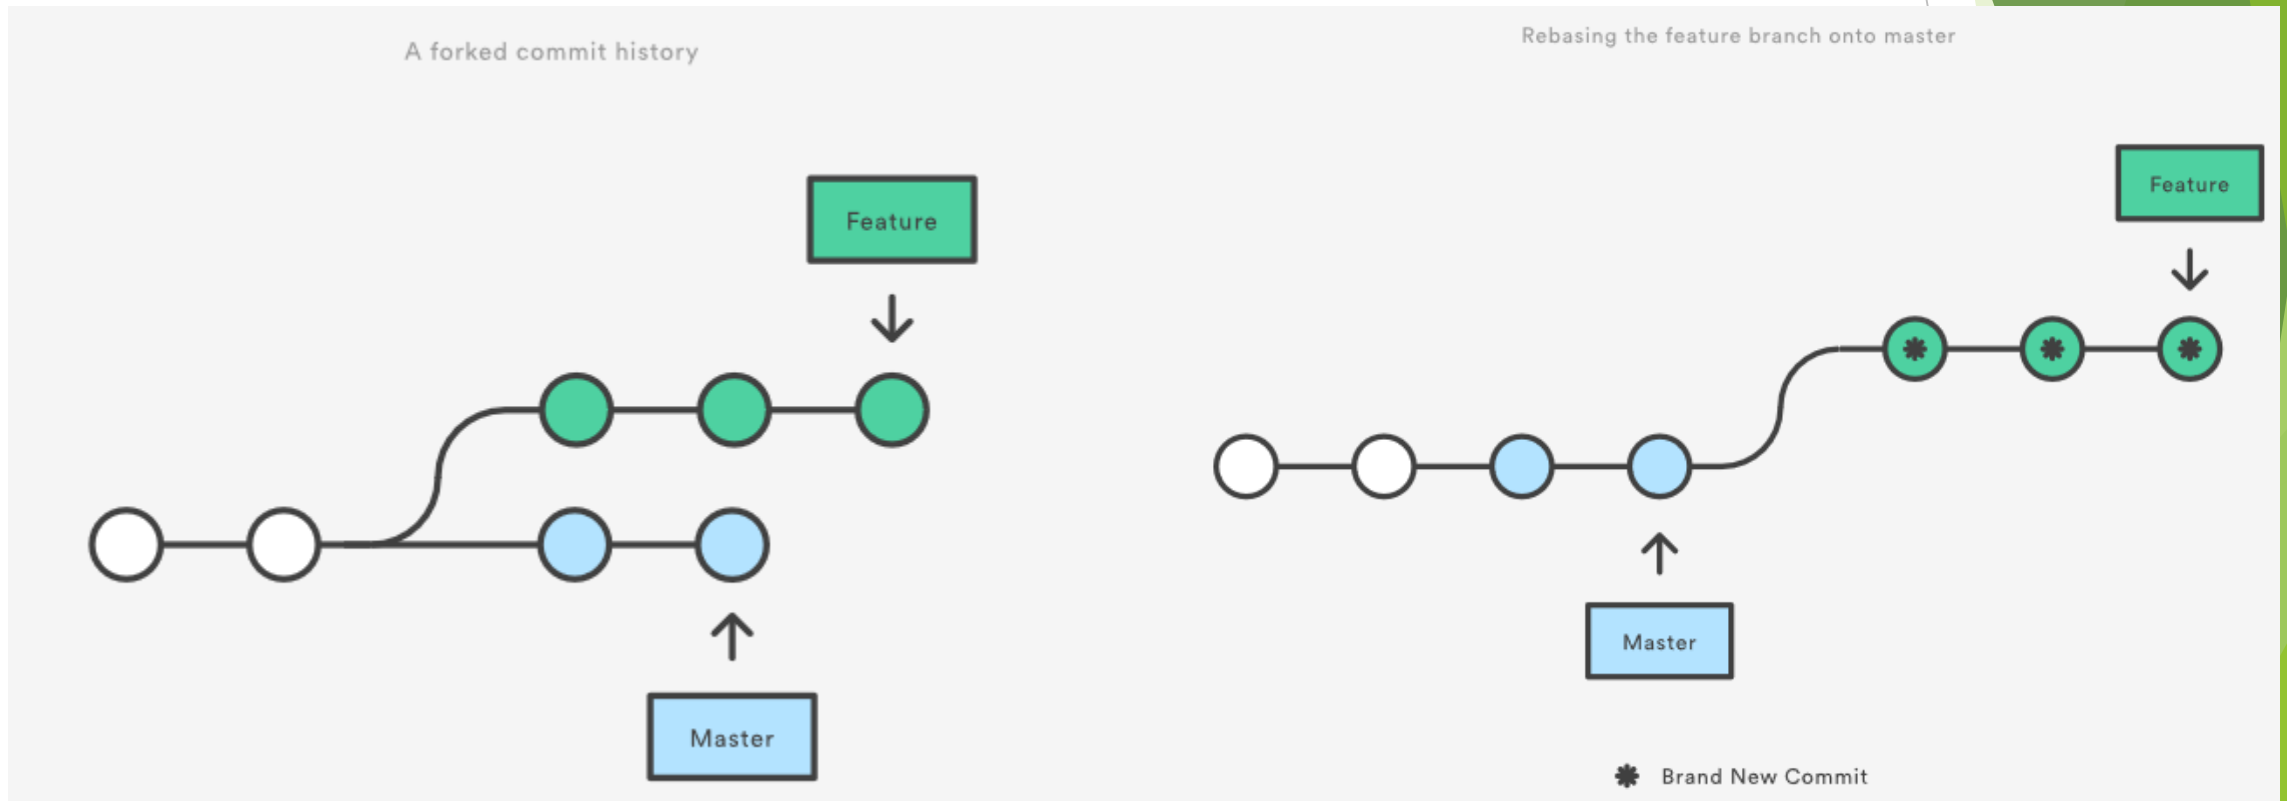 A forked commit history
Feature
Master
Rebasing the feature branch onto master
Feature
Master
Brand New Commit